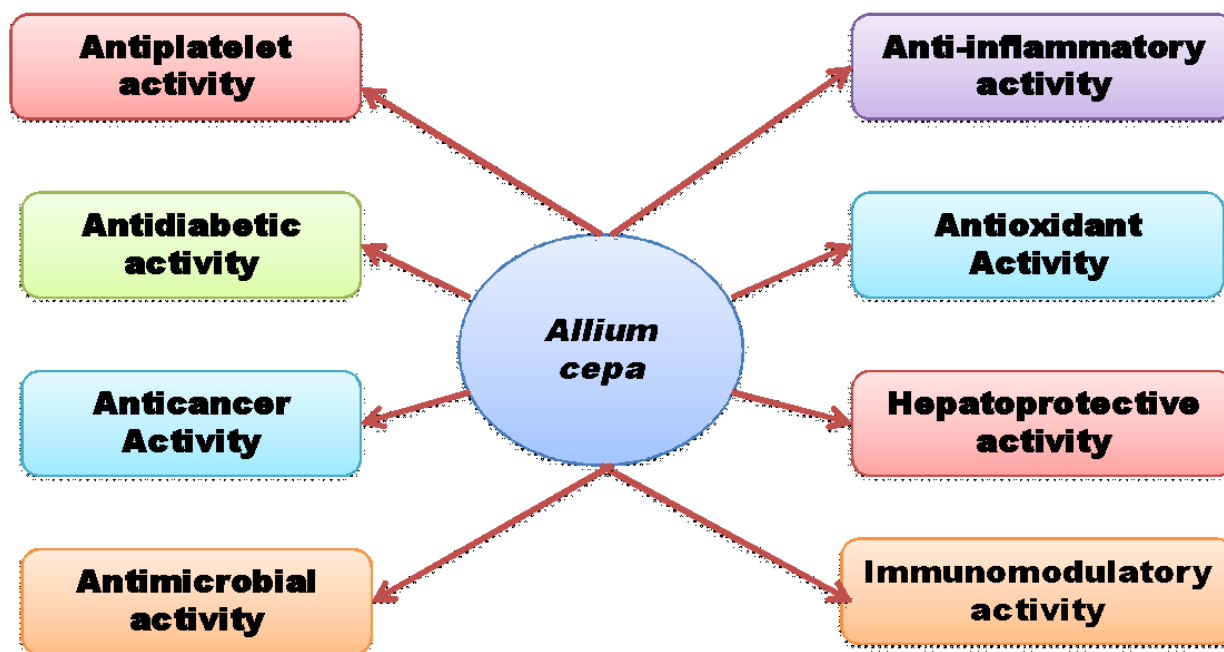 Antiplatelet
activity
Anti-inflammatory
activity
Antidiabetic
activity
Antioxidant
Activity
Allium
cepa
Anticancer
Activity
Hepatoprotective
activity
Antimicrobial
activity
Immunomodulatory
activity